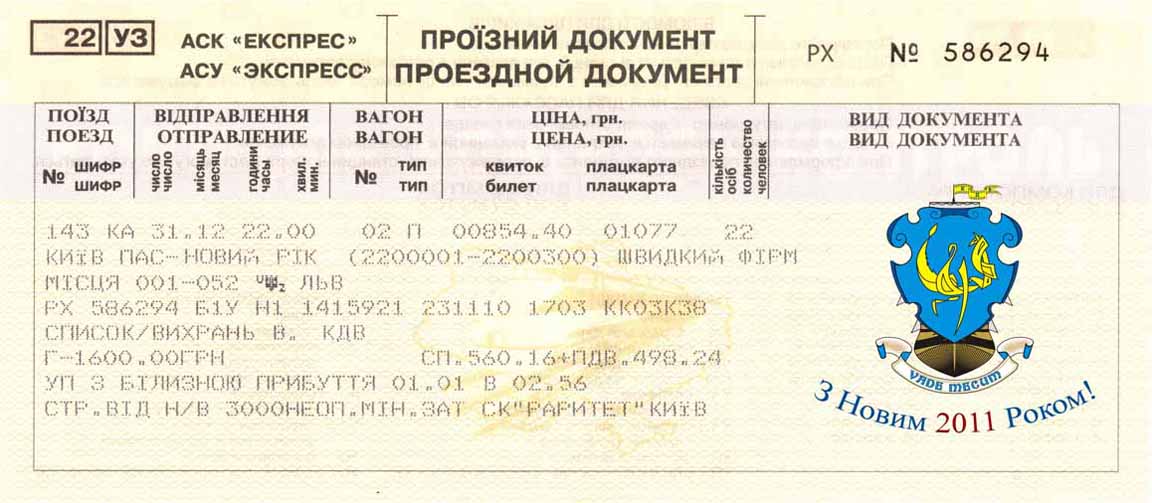 22 УЗ
АСК «ЕКСПРЕС»
АСУ «ЭКСПРЕСС»
ПРОЇЗНИЙ ДОКУМЕНТ
ПРОЕЗДНОЙ ДОКУМЕНТ
РХ № 586294
ПОЇЗД ВІДПРАВЛЕННЯ ВАГОН ЦІНА, грн. ВИД ДОКУМЕНТА
ПОЕЗД ОТПРАВЛЕНИЕ ВАГОН ЦЕНА, грн. ВИД ДОКУМЕНТА
№ шифр число місяць години хвил. № тип квиток плацкарта кількість осіб
шифр число месяц часы мин. тип билет плацкарта количество человек
143 КА 31.12 22.00 02 П 00854.40 01077 22
КИЇВ ПАС-НОВИЙ РІК (2200001-2200300) ШВИДКИЙ ФІРМ
МІСЦЯ 001-052 ЛЬВ
РХ 586294 Б1У Н1 1415921 231110 1703 КК03К38
СПИСОК/ВИХРАНЬ В. КДВ
Г-1600.00ГРН СП.560.16+ПДВ.498.24
УП З БІЛИЗНОЮ ПРИБУТТЯ 01.01 В 02.56
СТР.ВІД Н/В 3000НЕОП.МІН.ЗАТ СК"РАРИТЕТ"КИЇВ
VADE MECUM
З Новим 2011 Роком!